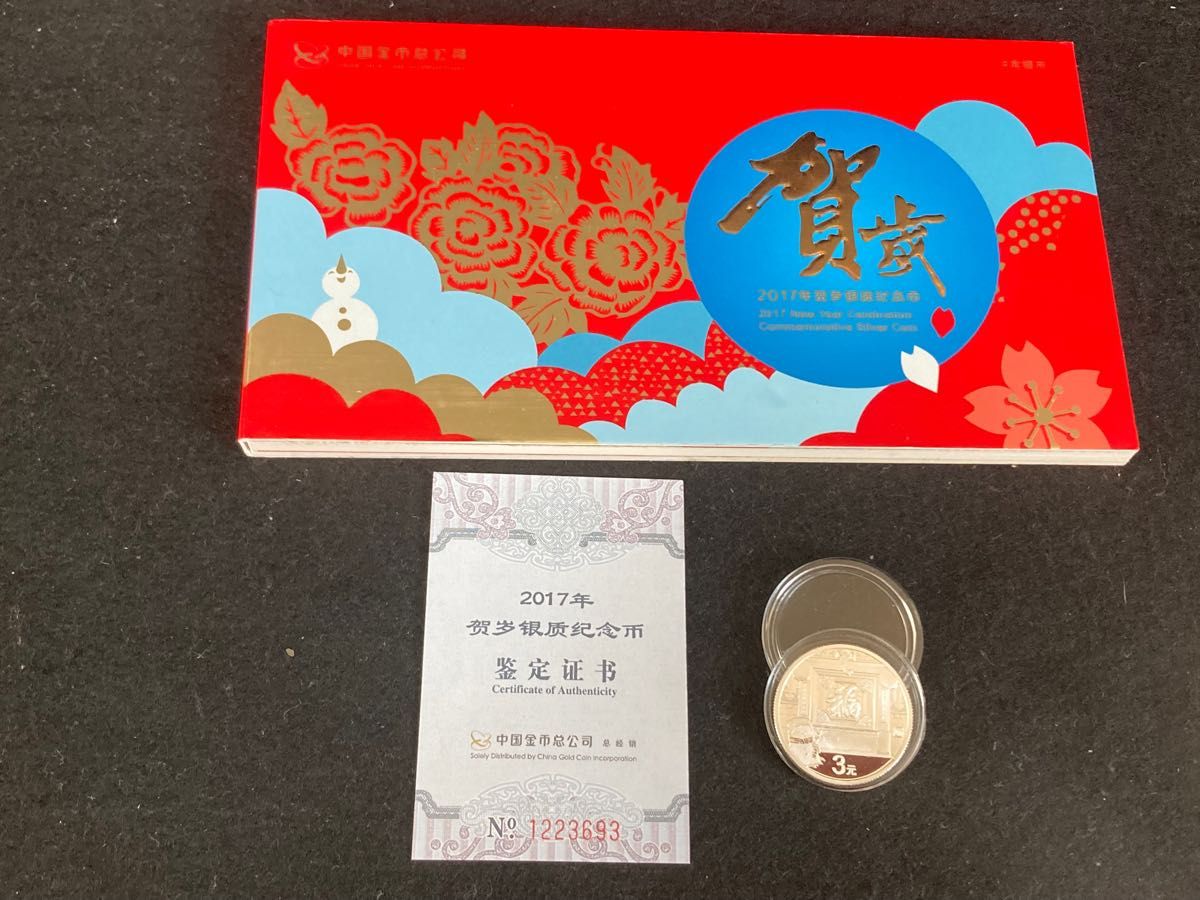 中国金币总公司
贺岁
2017年贺岁银质纪念币
2017 New Year Celebration
Commemorative Silver Coin
2017年
贺岁银质纪念币
鉴定证书
Certificate of Authenticity
中国金币总公司 总经销
Solely Distributed by China Gold Coin Incorporation
No. 1223693
福
3元